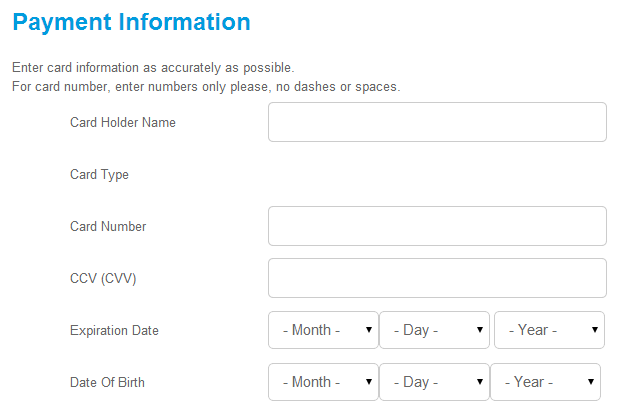 Payment Information
Enter card information as accurately as possible.
For card number, enter numbers only please, no dashes or spaces.
Card Holder Name
Card Type
Card Number
CCV (CVV)
Expiration Date - Month - - Day - - Year -
Date Of Birth - Month - - Day - - Year -